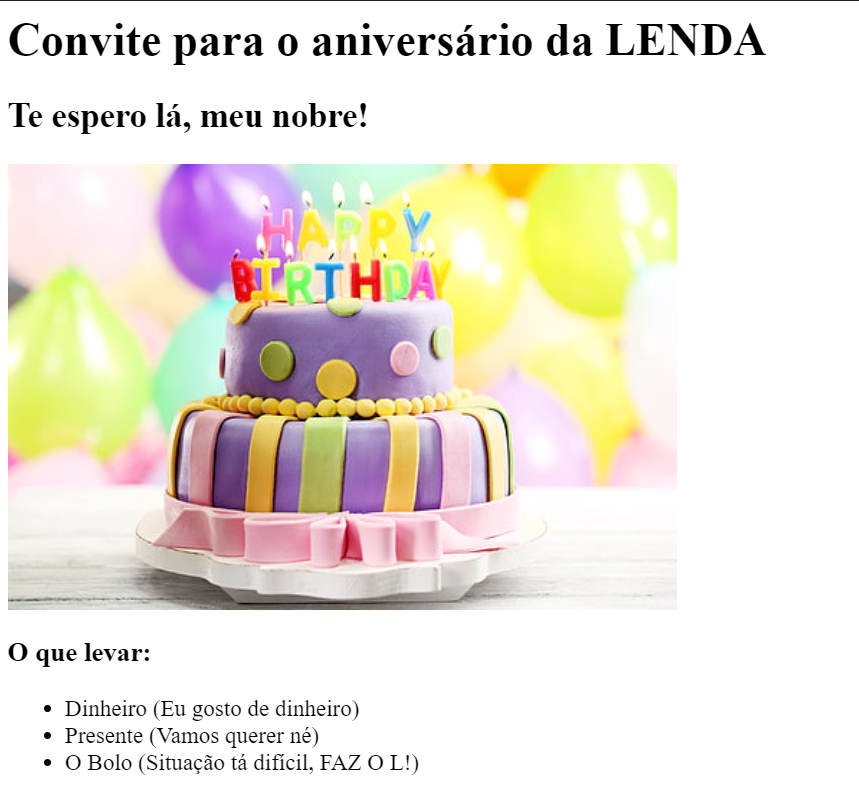 Convite para o aniversário da LENDA
Te espero lá, meu nobre!
HAPPY
BIRTHDAY
O que levar:
Dinheiro (Eu gosto de dinheiro)
Presente (Vamos querer né)
O Bolo (Situação tá difícil, FAZ O L!)